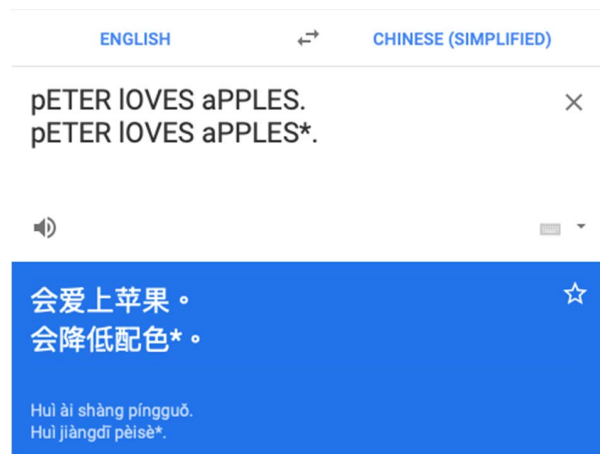 ENGLISH CHINESE (SIMPLIFIED)
pETER lOVES aPPLES.
pETER lOVES aPPLES*.
会爱上苹果。
会降低配色*。
Huì ài shàng píngguǒ.
Huì jiàngdī pèisè*.